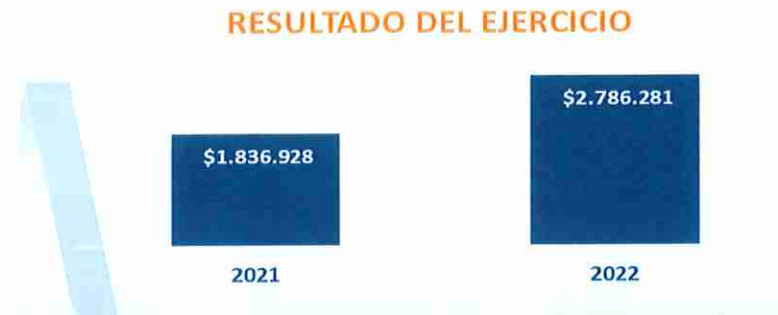 RESULTADO DEL EJERCICIO
$2.786.281
$1.836.928
2021
2022